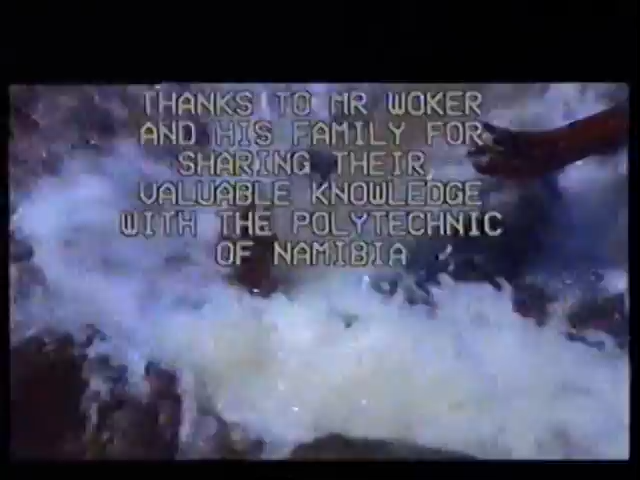 THANKS TO MR WOKER
AND HIS FAMILY FOR
SHARING THEIR
VALUABLE KNOWLEDGE
WITH THE POLYTECHNIC
OF NAMIBIA